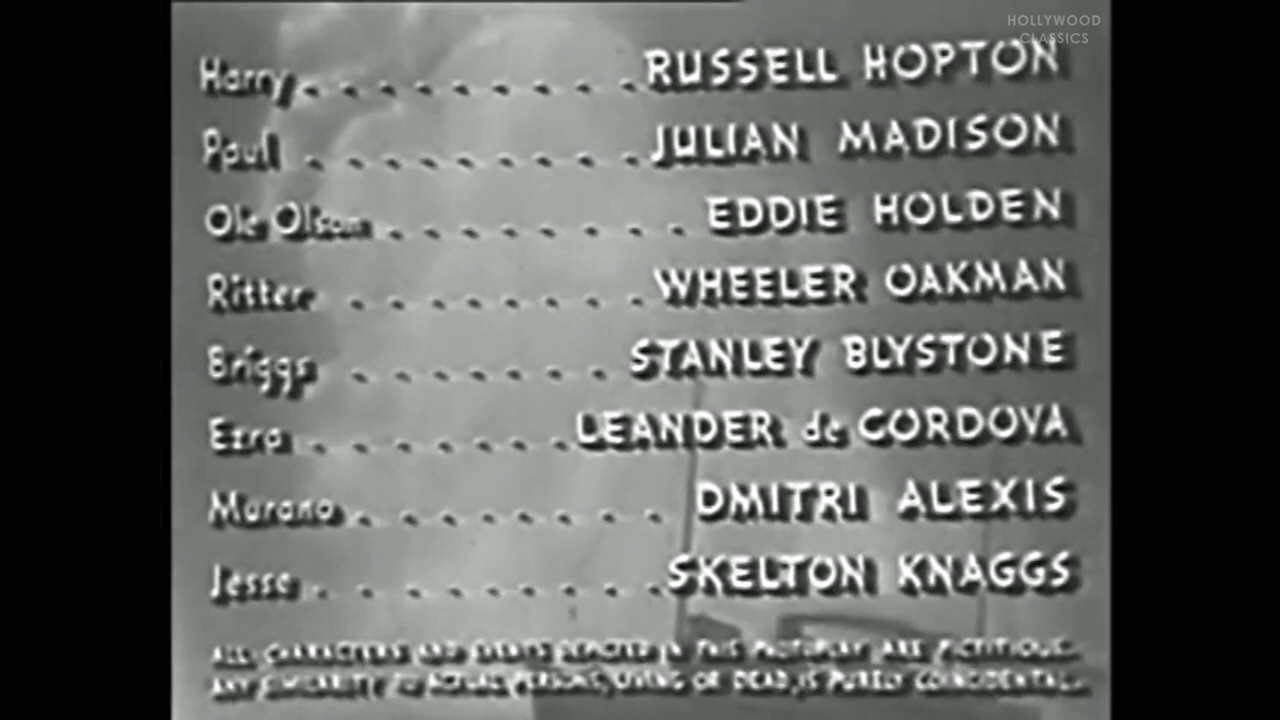 HOLLYWOOD
CLASSICS
Harry . . . . . . . . . RUSSELL HOPTON
Paul . . . . . . . . . JULIAN MADISON
Ole Olson . . . . . . . . EDDIE HOLDEN
Ritter . . . . . . . . WHEELER OAKMAN
Briggs . . . . . . . STANLEY BLYSTONE
Ezra . . . . . . . LEANDER de CORDOVA
Murano . . . . . . . . DMITRI ALEXIS
Jesse . . . . . . . . . SKELTON KNAGGS
ALL CHARACTERS AND EVENTS DEPICTED IN THIS PHOTOPLAY ARE FICTITIOUS.
ANY SIMILARITY TO ACTUAL PERSONS, LIVING OR DEAD, IS PURELY COINCIDENTAL.